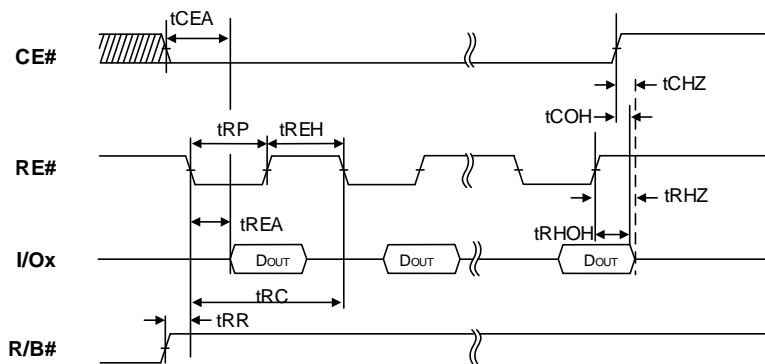 tCEA
CE#
tCHZ
tCOH
tRP
tREH
RE#
tREA
tRHZ
tRHOH
I/Ox
DOUT
DOUT
DOUT
tRC
tRR
R/B#